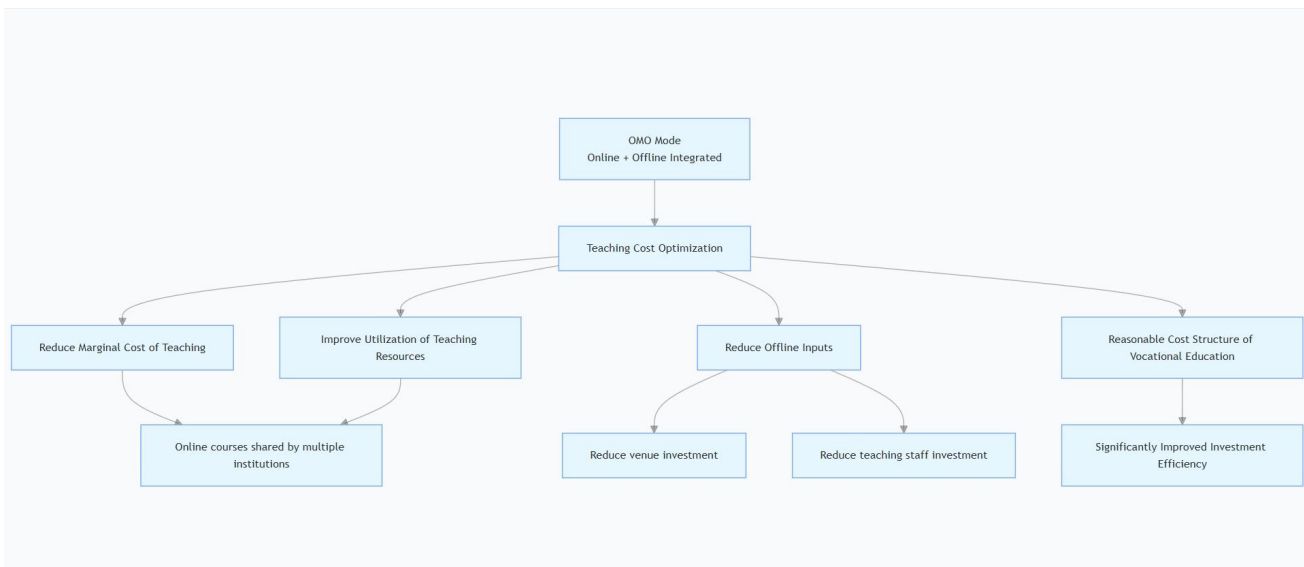 OMO Mode
Online + Offline Integrated
Teaching Cost Optimization
Reduce Marginal Cost of Teaching
Improve Utilization of Teaching
Resources
Reduce Offline Inputs
Reasonable Cost Structure of
Vocational Education
Online courses shared by multiple
institutions
Reduce venue investment
Reduce teaching staff investment
Significantly Improved Investment
Efficiency